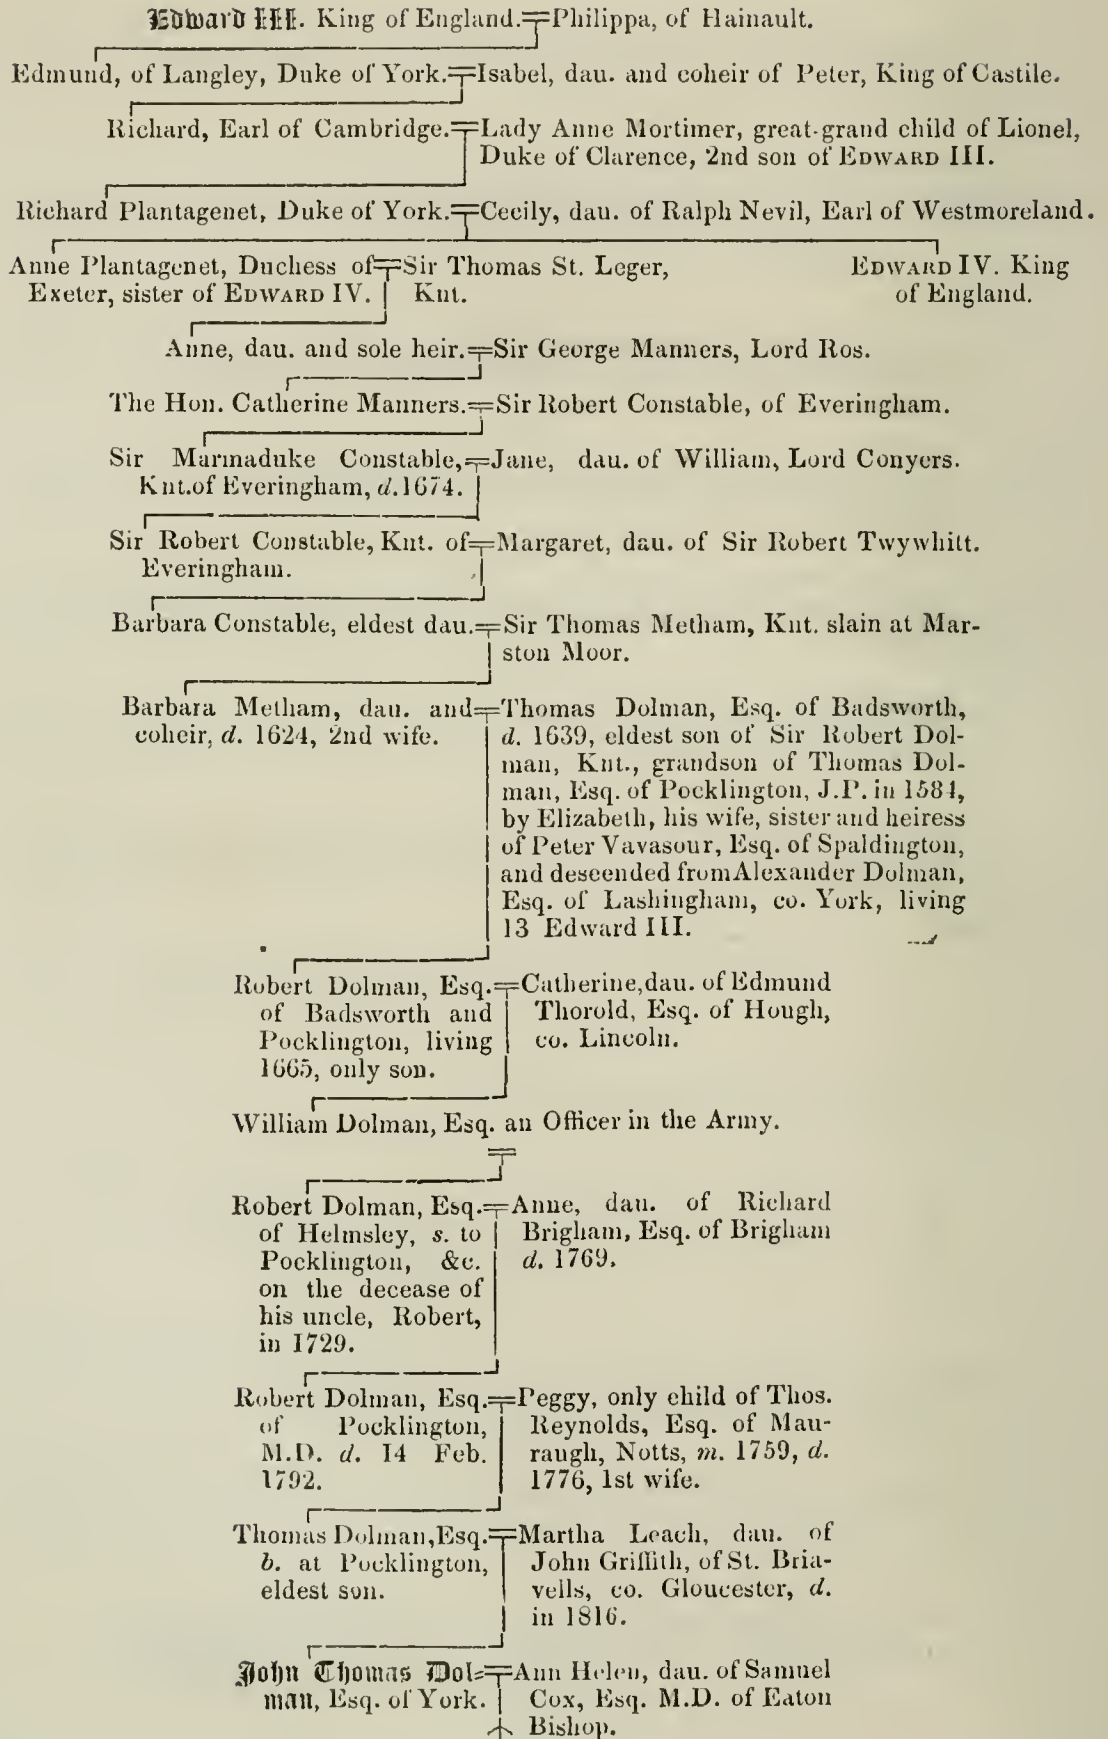 Edward III. King of England.=Philippa, of Hainault.
Edmund, of Langley, Duke of York.=Isabel, dau. and coheir of Peter, King of Castile.
Richard, Earl of Cambridge.=Lady Anne Mortimer, great-grand child of Lionel,
Duke of Clarence, 2nd son of EDWARD III.
Richard Plantagenet, Duke of York.=Cecily, dau. of Ralph Nevil, Earl of Westmoreland.
Anne Plantagenet, Duchess of=Sir Thomas St. Leger,
Exeter, sister of EDWARD IV.
Knt.
EDWARD IV. King
of England.
Anne, dau. and sole heir.=Sir George Manners, Lord Ros.
The Hon. Catherine Manners.=Sir Robert Constable, of Everingham.
Sir Marmaduke Constable,=Jane, dau. of William, Lord Conyers.
Knt. of Everingham, d. 1674.
Sir Robert Constable, Knt. of=Margaret, dau. of Sir Robert Twywhitt.
Everingham.
Barbara Constable, eldest dau.=Sir Thomas Metham, Knt. slain at Mar-
ston Moor.
Barbara Metham, dau. and
coheir, d. 1624, 2nd wife.
=Thomas Dolman, Esq. of Badsworth,
d. 1639, eldest son of Sir Robert Dol-
man, Knt., grandson of Thomas Dol-
man, Esq. of Pocklington, J.P. in 1584,
by Elizabeth, his wife, sister and heiress
of Peter Vavasour, Esq. of Spaldington,
and descended from Alexander Dolman,
Esq. of Lashingham, co. York, living
13 Edward III.
Robert Dolman, Esq.
of Badsworth and
Pocklington, living
1665, only son.
=Catherine, dau. of Edmund
Thorold, Esq. of Hough,
co. Lincoln.
William Dolman, Esq. an Officer in the Army.
=
Robert Dolman, Esq.
of Helmsley, s. to
Pocklington, &c.
on the decease of
his uncle, Robert,
in 1729.
=Anne, dau. of Richard
Brigham, Esq. of Brigham
d. 1769.
Robert Dolman, Esq.
of Pocklington,
M.D. d. 14 Feb.
1792.
=Peggy, only child of Thos.
Reynolds, Esq. of Mau-
raugh, Notts, m. 1759, d.
1776, 1st wife.
Thomas Dolman, Esq.
b. at Pocklington,
eldest son.
=Martha Leach, dau. of
John Griffith, of St. Bria-
vells, co. Gloucester, d.
in 1816.
John Thomas Dol-
man, Esq. of York.
=Ann Helen, dau. of Samuel
Cox, Esq. M.D. of Eaton
Bishop.